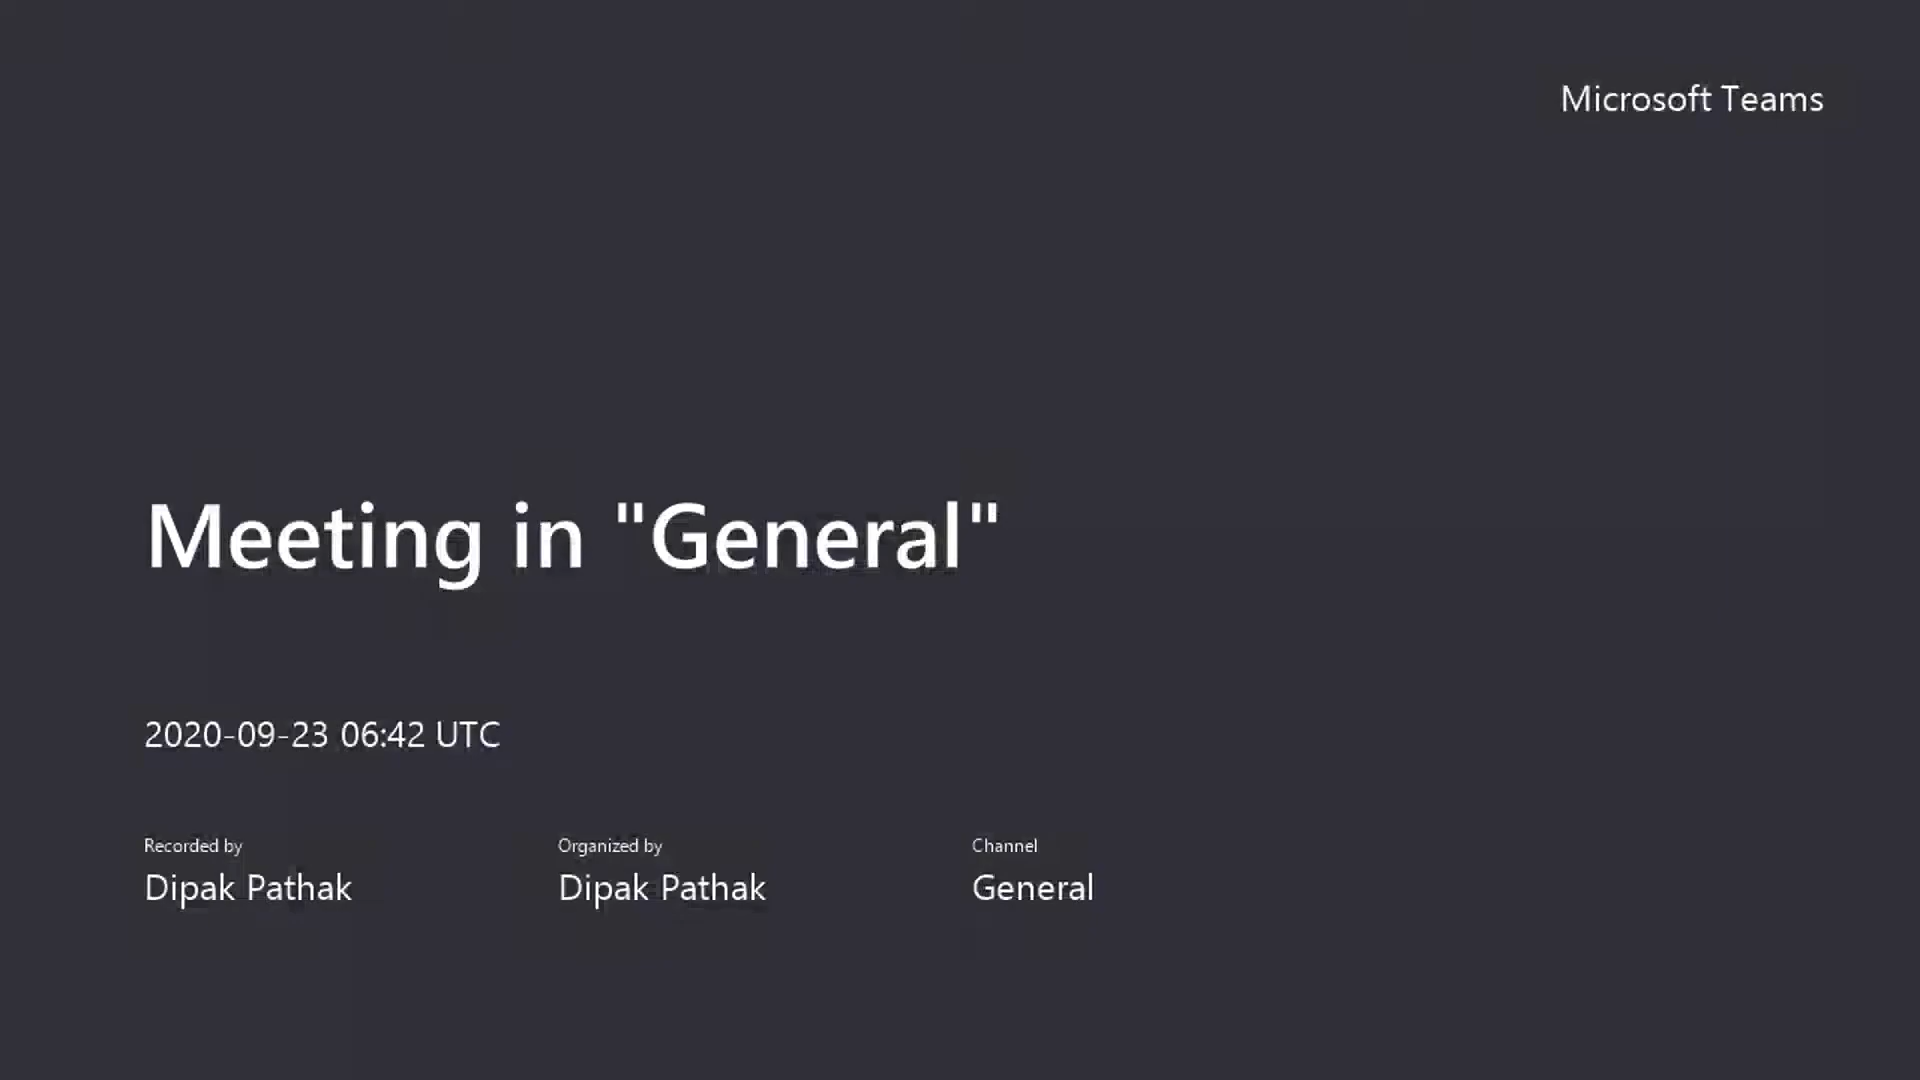 Microsoft Teams
Meeting in "General"
2020-09-23 06:42 UTC
Recorded by
Dipak Pathak
Organized by
Dipak Pathak
Channel
General